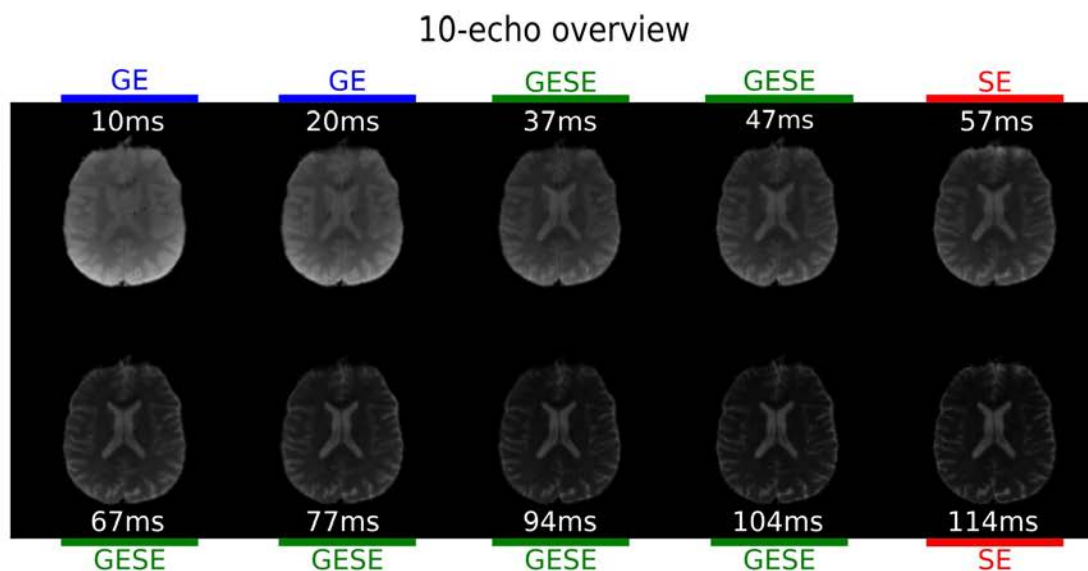 10-echo overview
GE GE GESE GESE SE
10ms 20ms 37ms 47ms 57ms
67ms 77ms 94ms 104ms 114ms
GESE GESE GESE GESE SE